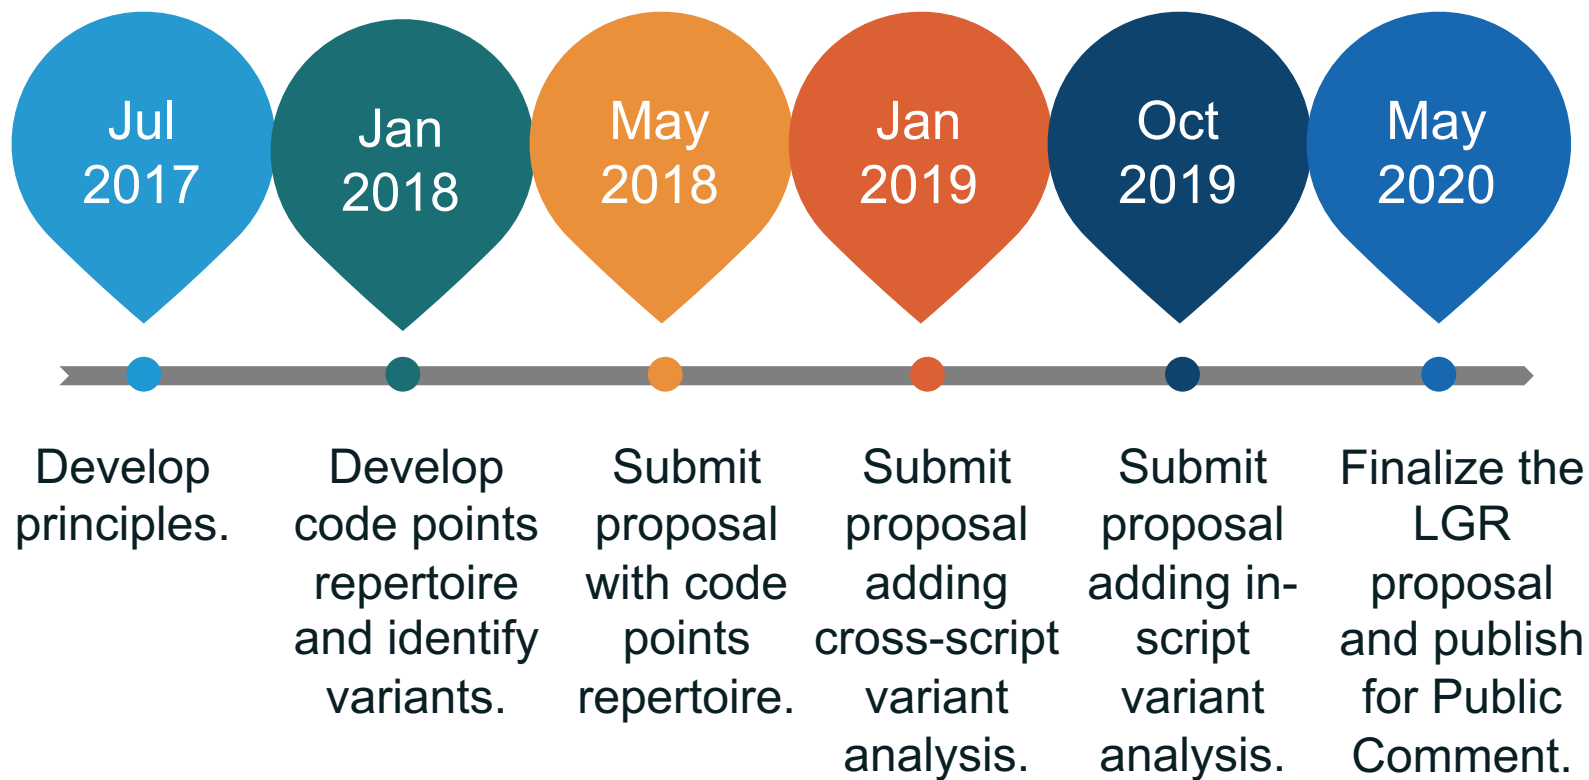 Jul
2017
Jan
2018
May
2018
Jan
2019
Oct
2019
May
2020
Develop
principles.
Develop
code points
repertoire
and identify
variants.
Submit
proposal
with code
points
repertoire.
Submit
proposal
adding
cross-script
variant
analysis.
Submit
proposal
adding in-
script
variant
analysis.
Finalize the
LGR
proposal
and publish
for Public
Comment.